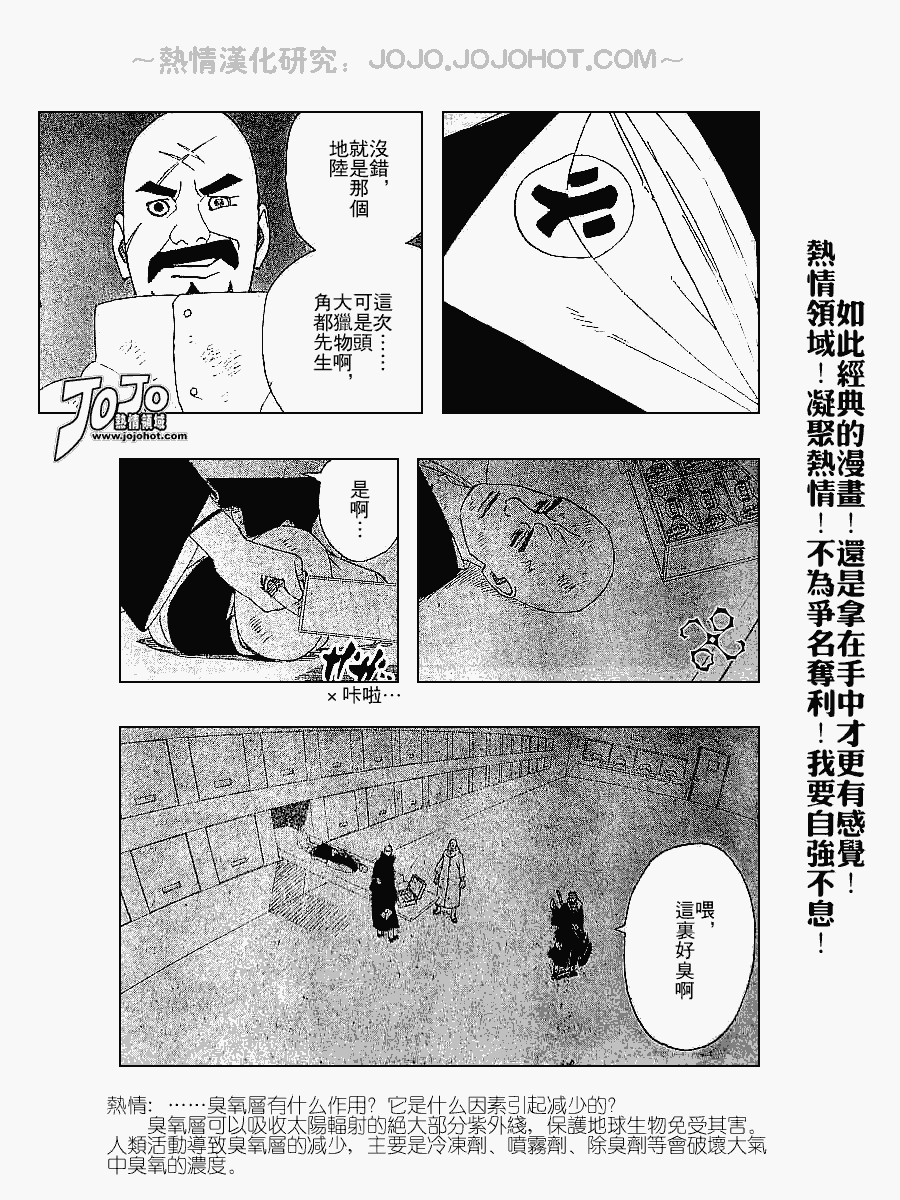 ～熱情漢化研究：JOJO.JOJOHOT.COM～
沒錯，
就是那個
地陸
這次……
可是頭
大獵物啊，
角都先生
JOJO
熱情領域
www.jojohot.com
是啊…
×咔啦…
喂，
這裏好臭啊
如此經典的漫畫！還是拿在手中才更有感覺！
熱情領域！凝聚熱情！不為爭名奪利！我要自強不息！
熱情：……臭氧層有什么作用？它是什么因素引起减少的？
臭氧層可以吸收太陽輻射的絕大部分紫外綫，保護地球生物免受其害。
人類活動導致臭氧層的减少，主要是冷凍劑、噴霧劑、除臭劑等會破壞大氣
中臭氧的濃度。